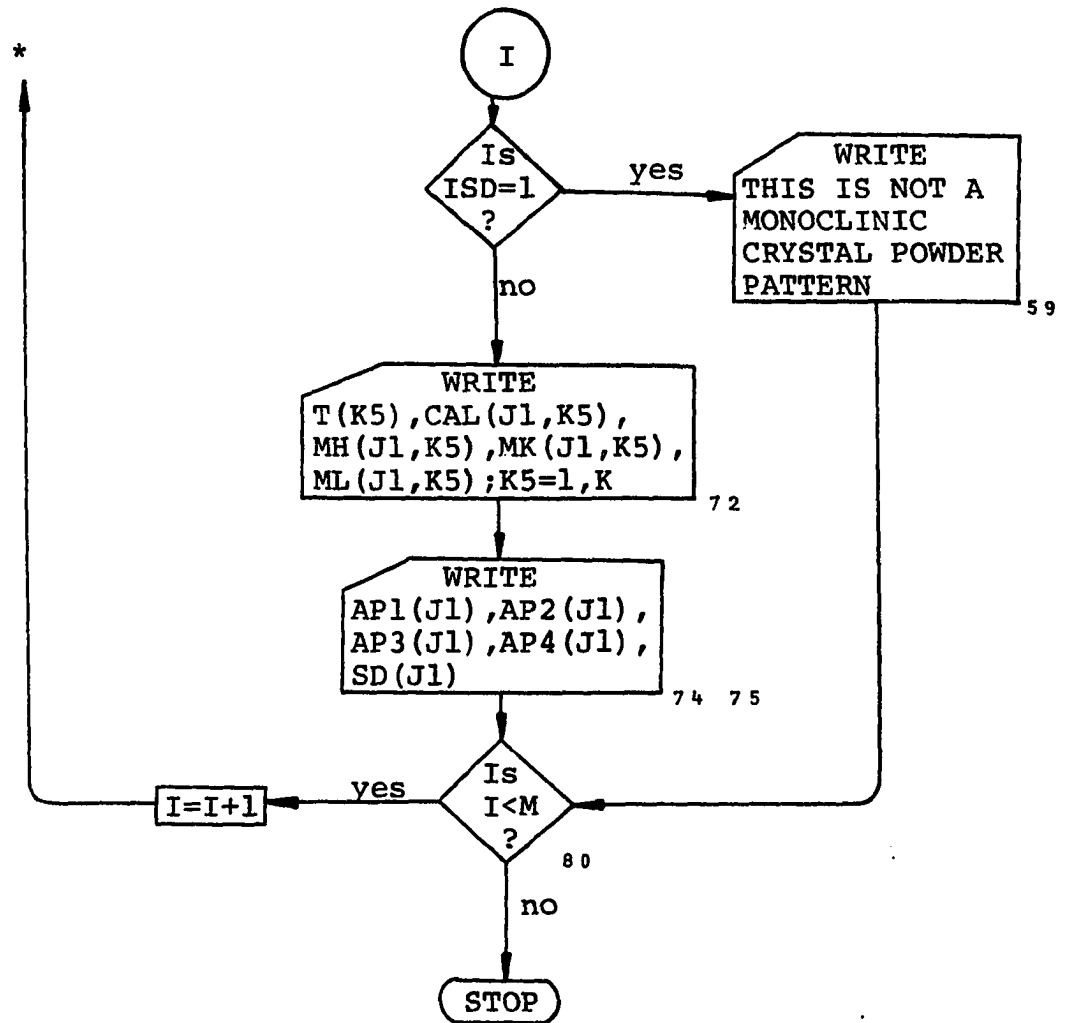 *
I
Is
ISD=1
?
yes
WRITE
THIS IS NOT A
MONOCLINIC
CRYSTAL POWDER
PATTERN
59
no
WRITE
T(K5),CAL(J1,K5),
MH(J1,K5),MK(J1,K5),
ML(J1,K5);K5=1,K
72
WRITE
AP1(J1),AP2(J1),
AP3(J1),AP4(J1),
SD(J1)
74 75
Is
I<M
?
80
yes
I=I+1
no
STOP